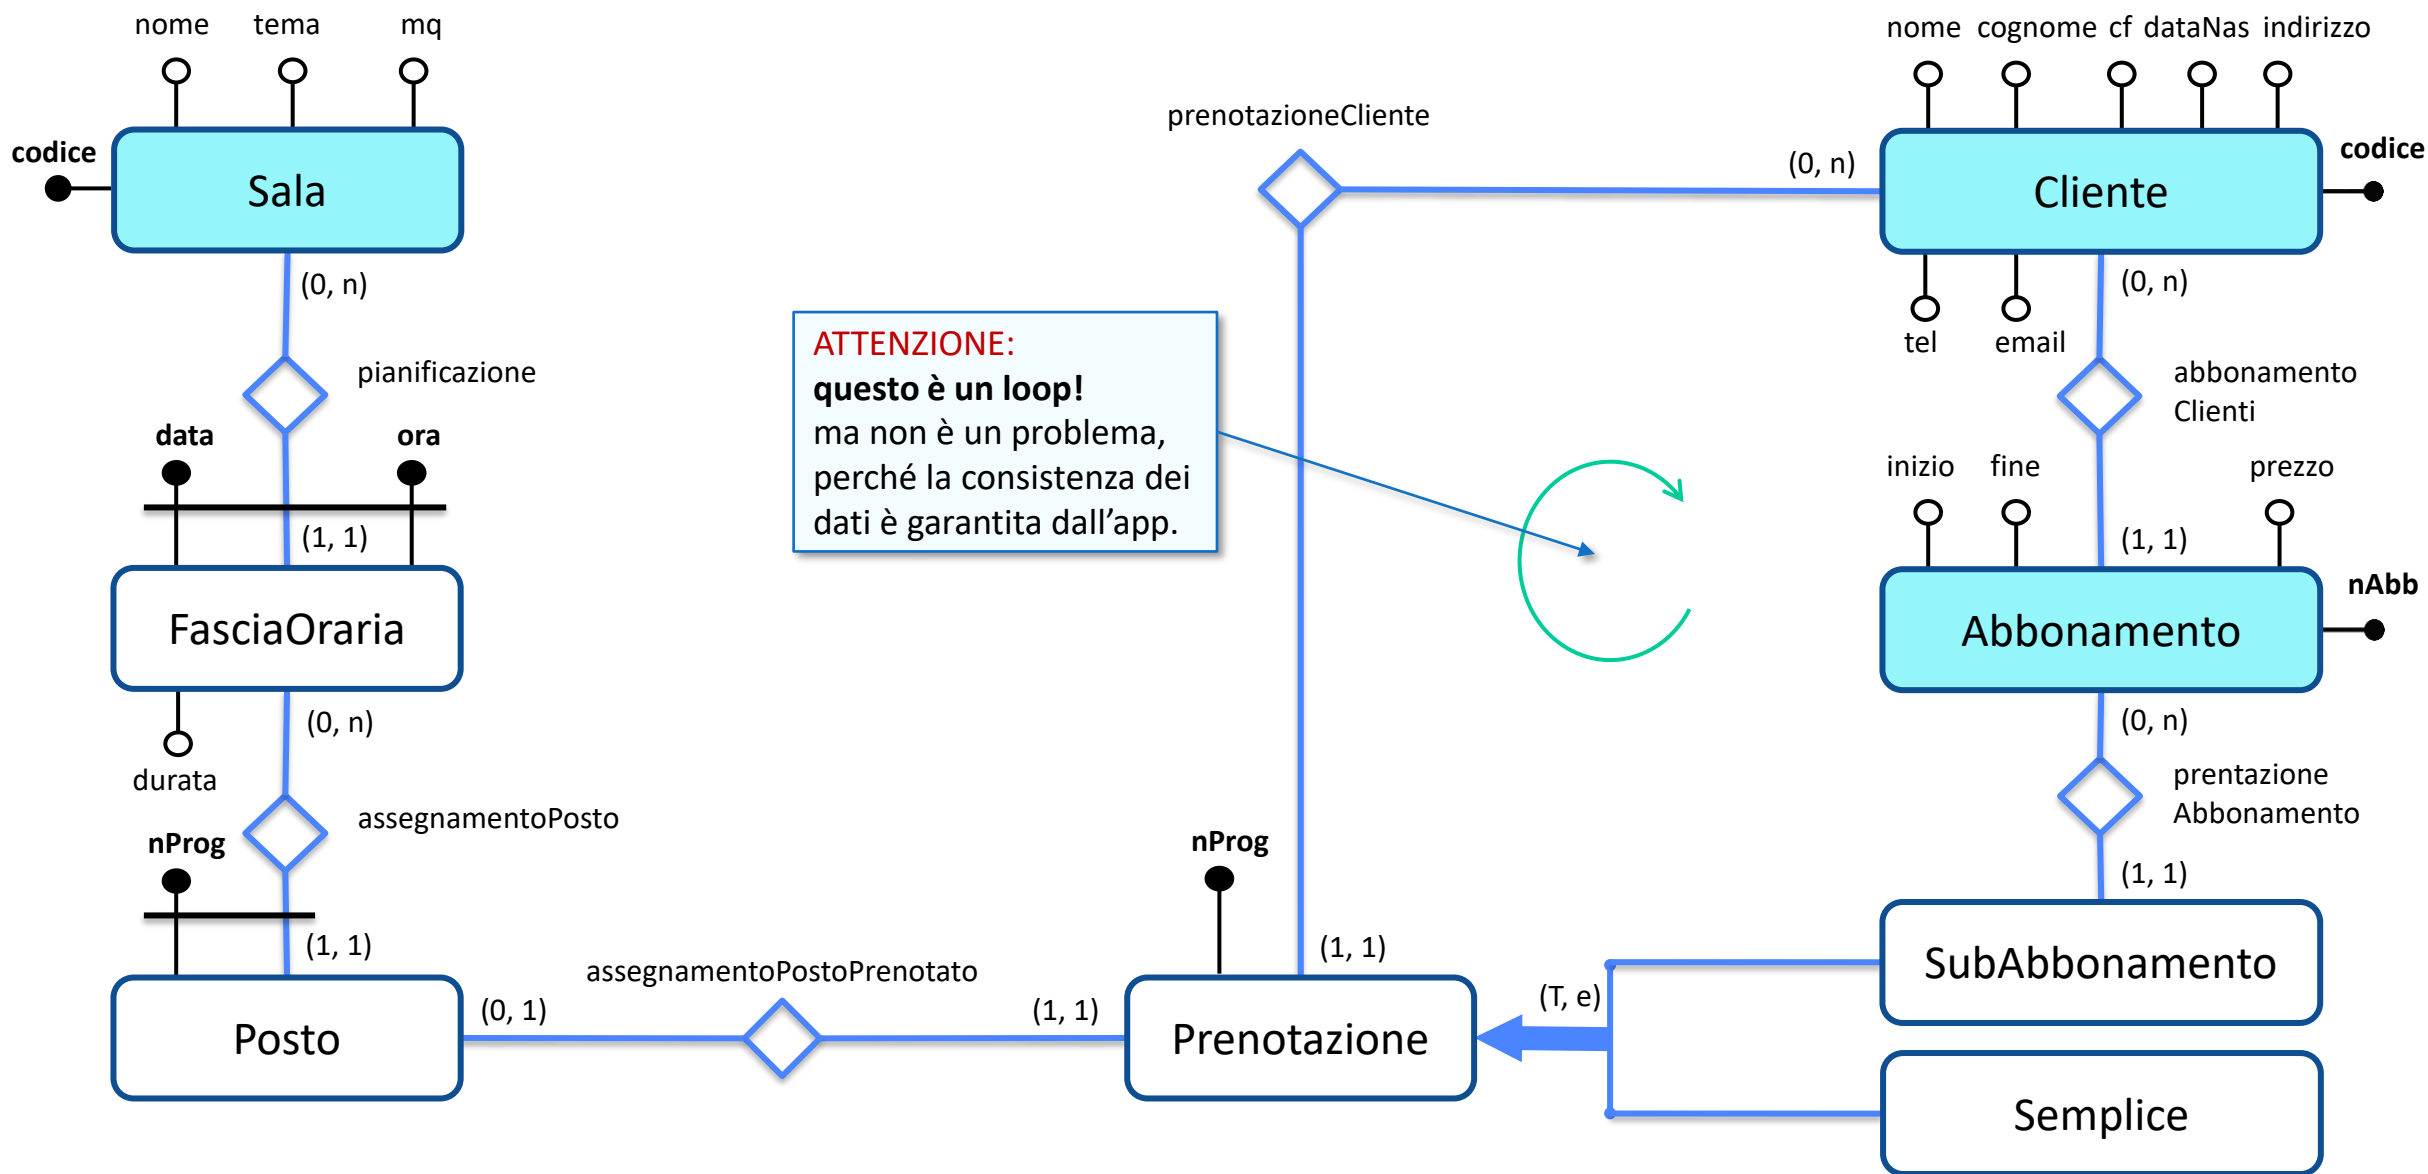 nome tema mq
codice
Sala
(0, n)
pianificazione
data ora
(1, 1)
FasciaOraria
(0, n)
durata
assegnamentoPosto
nProg
(1, 1)
Posto
(0, 1)
assegnamentoPostoPrenotato
(1, 1)
prenotazioneCliente
(0, n)
ATTENZIONE:
questo è un loop!
ma non è un problema,
perché la consistenza dei
dati è garantita dall'app.
nProg
(1, 1)
Prenotazione
(T, e)
nome cognome cf dataNas indirizzo
codice
Cliente
(0, n)
tel email
abbonamento
Clienti
inizio fine prezzo
(1, 1)
nAbb
Abbonamento
(0, n)
prentazione
Abbonamento
(1, 1)
SubAbbonamento
Semplice